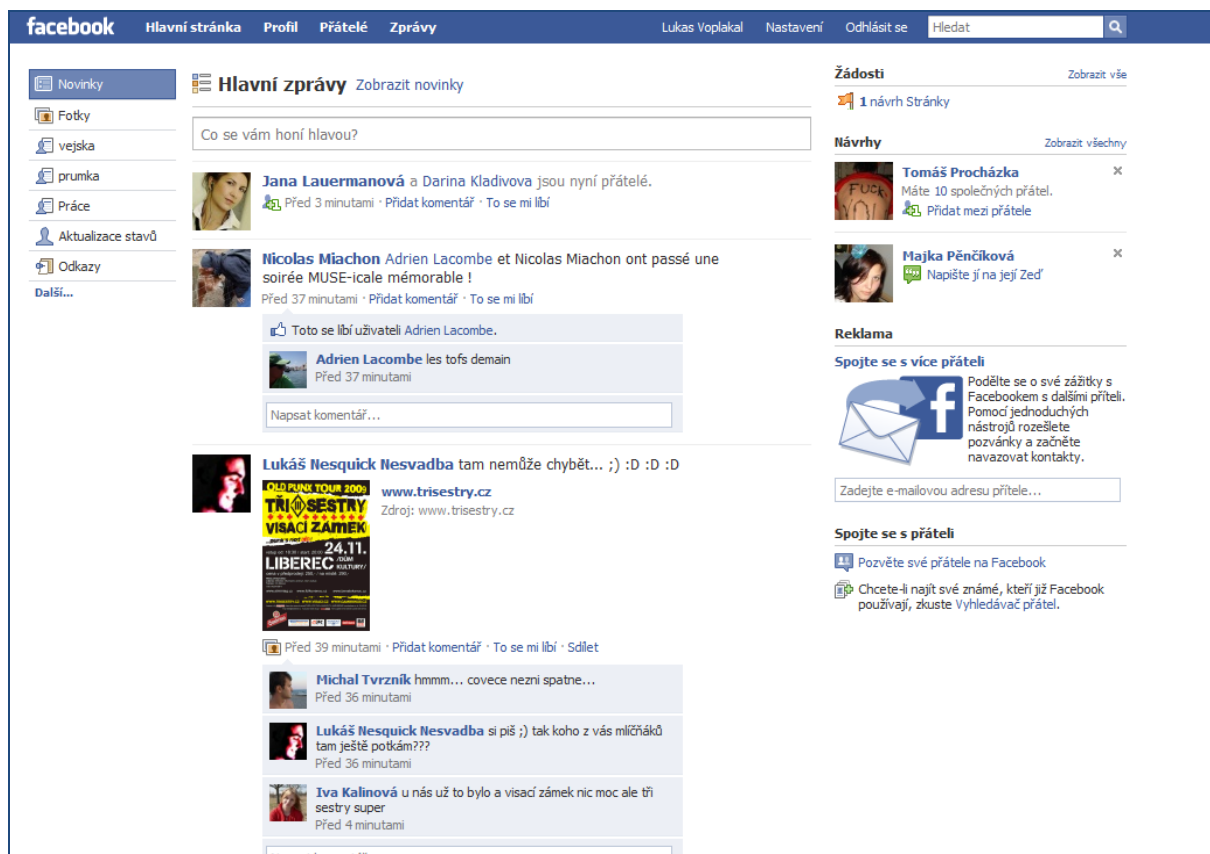 facebook Hlavní stránka Profil Přátelé Zprávy Lukas Voplakal Nastavení Odhlásit se Hledat
Novinky
Fotky
vejska
prumka
Práce
Aktualizace stavů
Odkazy
Další...
Hlavní zprávy Zobrazit novinky
Co se vám honí hlavou?
Jana Lauermanová a Darina Kladivova jsou nyní přátelé.
Před 3 minutami · Přidat komentář · To se mi líbí
Nicolas Miachon Adrien Lacombe et Nicolas Miachon ont passé une
soirée MUSE-icale mémorable !
Před 37 minutami · Přidat komentář · To se mi líbí
Toto se líbí uživateli Adrien Lacombe.
Adrien Lacombe les tofs demain
Před 37 minutami
Napsat komentář...
Lukáš Nesquick Nesvadba tam nemůže chybět... ;) :D :D :D
OLD PUNX TOUR 2009
TŘI SESTRY
VISACÍ ZÁMEK
24.11.
LIBEREC /DŮM
KULTURY/
www.trisestry.cz
Zdroj: www.trisestry.cz
Před 39 minutami · Přidat komentář · To se mi líbí · Sdílet
Michal Tvrzník hmmm... covece nezni spatne...
Před 36 minutami
Lukáš Nesquick Nesvadba si piš ;) tak koho z vás mlíčňáků
tam ještě potkám???
Před 36 minutami
Iva Kalinová u nás už to bylo a visací zámek nic moc ale tři
sestry super
Před 4 minutami
Žádosti Zobrazit vše
1 návrh Stránky
Návrhy Zobrazit všechny
FUCK
YOU
Tomáš Procházka
Máte 10 společných přátel.
Přidat mezi přátele
Majka Pěnčíková
Napište jí na její Zeď
Reklama
Spojte se s více přáteli
Podělte se o své zážitky s
Facebookem s dalšími příteli.
Pomocí jednoduchých
nástrojů rozešlete
pozvánky a začněte
navazovat kontakty.
Zadejte e-mailovou adresu přítele...
Spojte se s přáteli
Pozvěte své přátele na Facebook
Chcete-li najít své známé, kteří již Facebook
používají, zkuste Vyhledávač přátel.